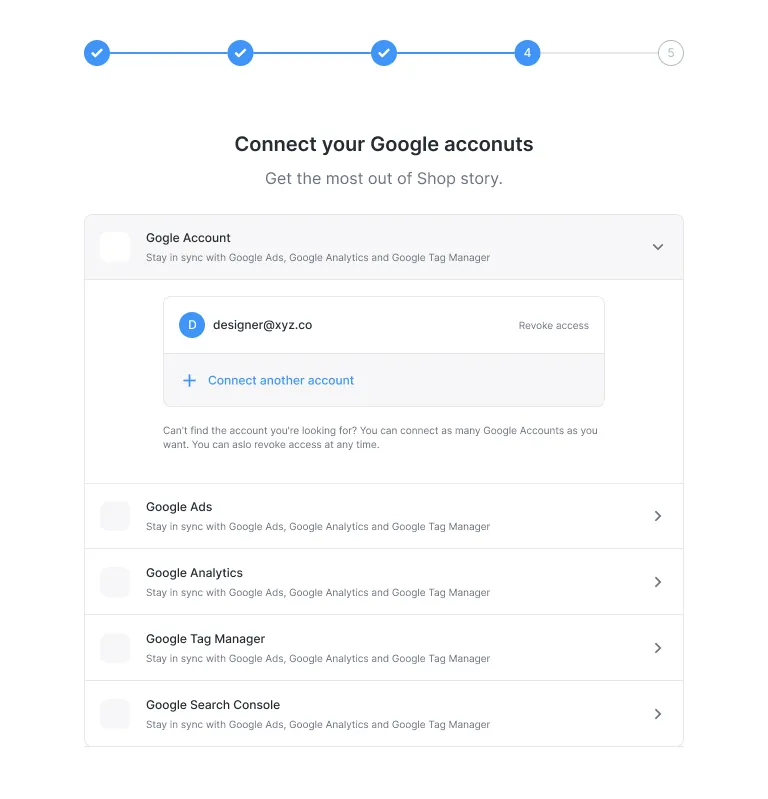 4
5
Connect your Google acconuts
Get the most out of Shop story.
Gogle Account
Stay in sync with Google Ads, Google Analytics and Google Tag Manager
D
designer@xyz.co
Revoke access
Connect another account
Can't find the account you're looking for? You can connect as many Google Accounts as you
want. You can aslo revoke access at any time.
Google Ads
Stay in sync with Google Ads, Google Analytics and Google Tag Manager
Google Analytics
Stay in sync with Google Ads, Google Analytics and Google Tag Manager
Google Tag Manager
Stay in sync with Google Ads, Google Analytics and Google Tag Manager
Google Search Console
Stay in sync with Google Ads, Google Analytics and Google Tag Manager